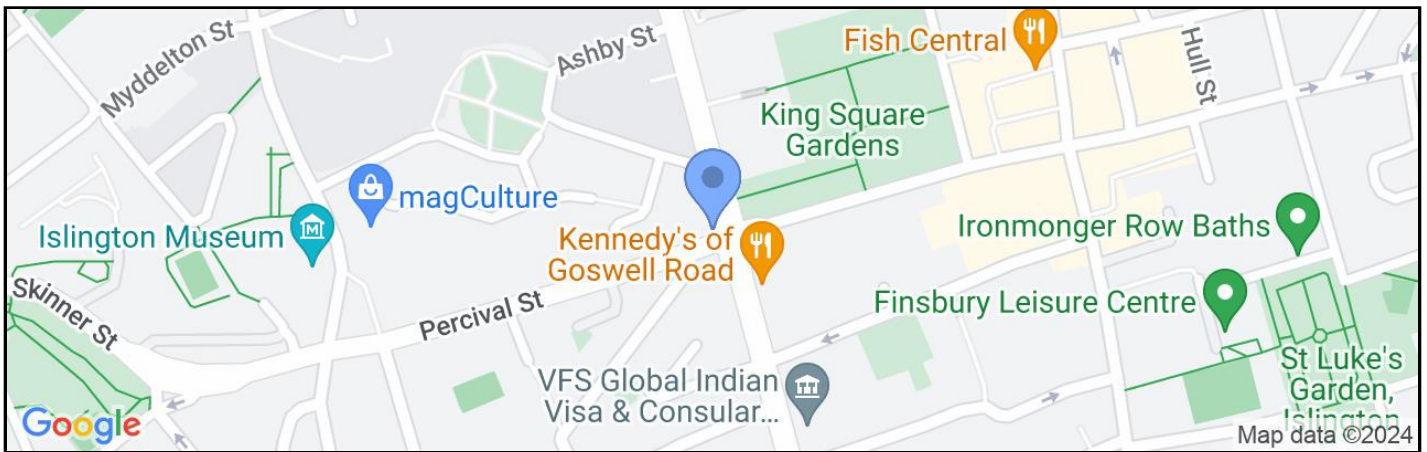 Myddelton St
Ashby St
Fish Central
Hull St
King Square
Gardens
magCulture
Islington Museum
Kennedy's of
Goswell Road
Ironmonger Row Baths
Skinner St
Percival St
Finsbury Leisure Centre
VFS Global Indian
Visa & Consular...
St Luke's
Garden,
Islington
Google
Map data ©2024